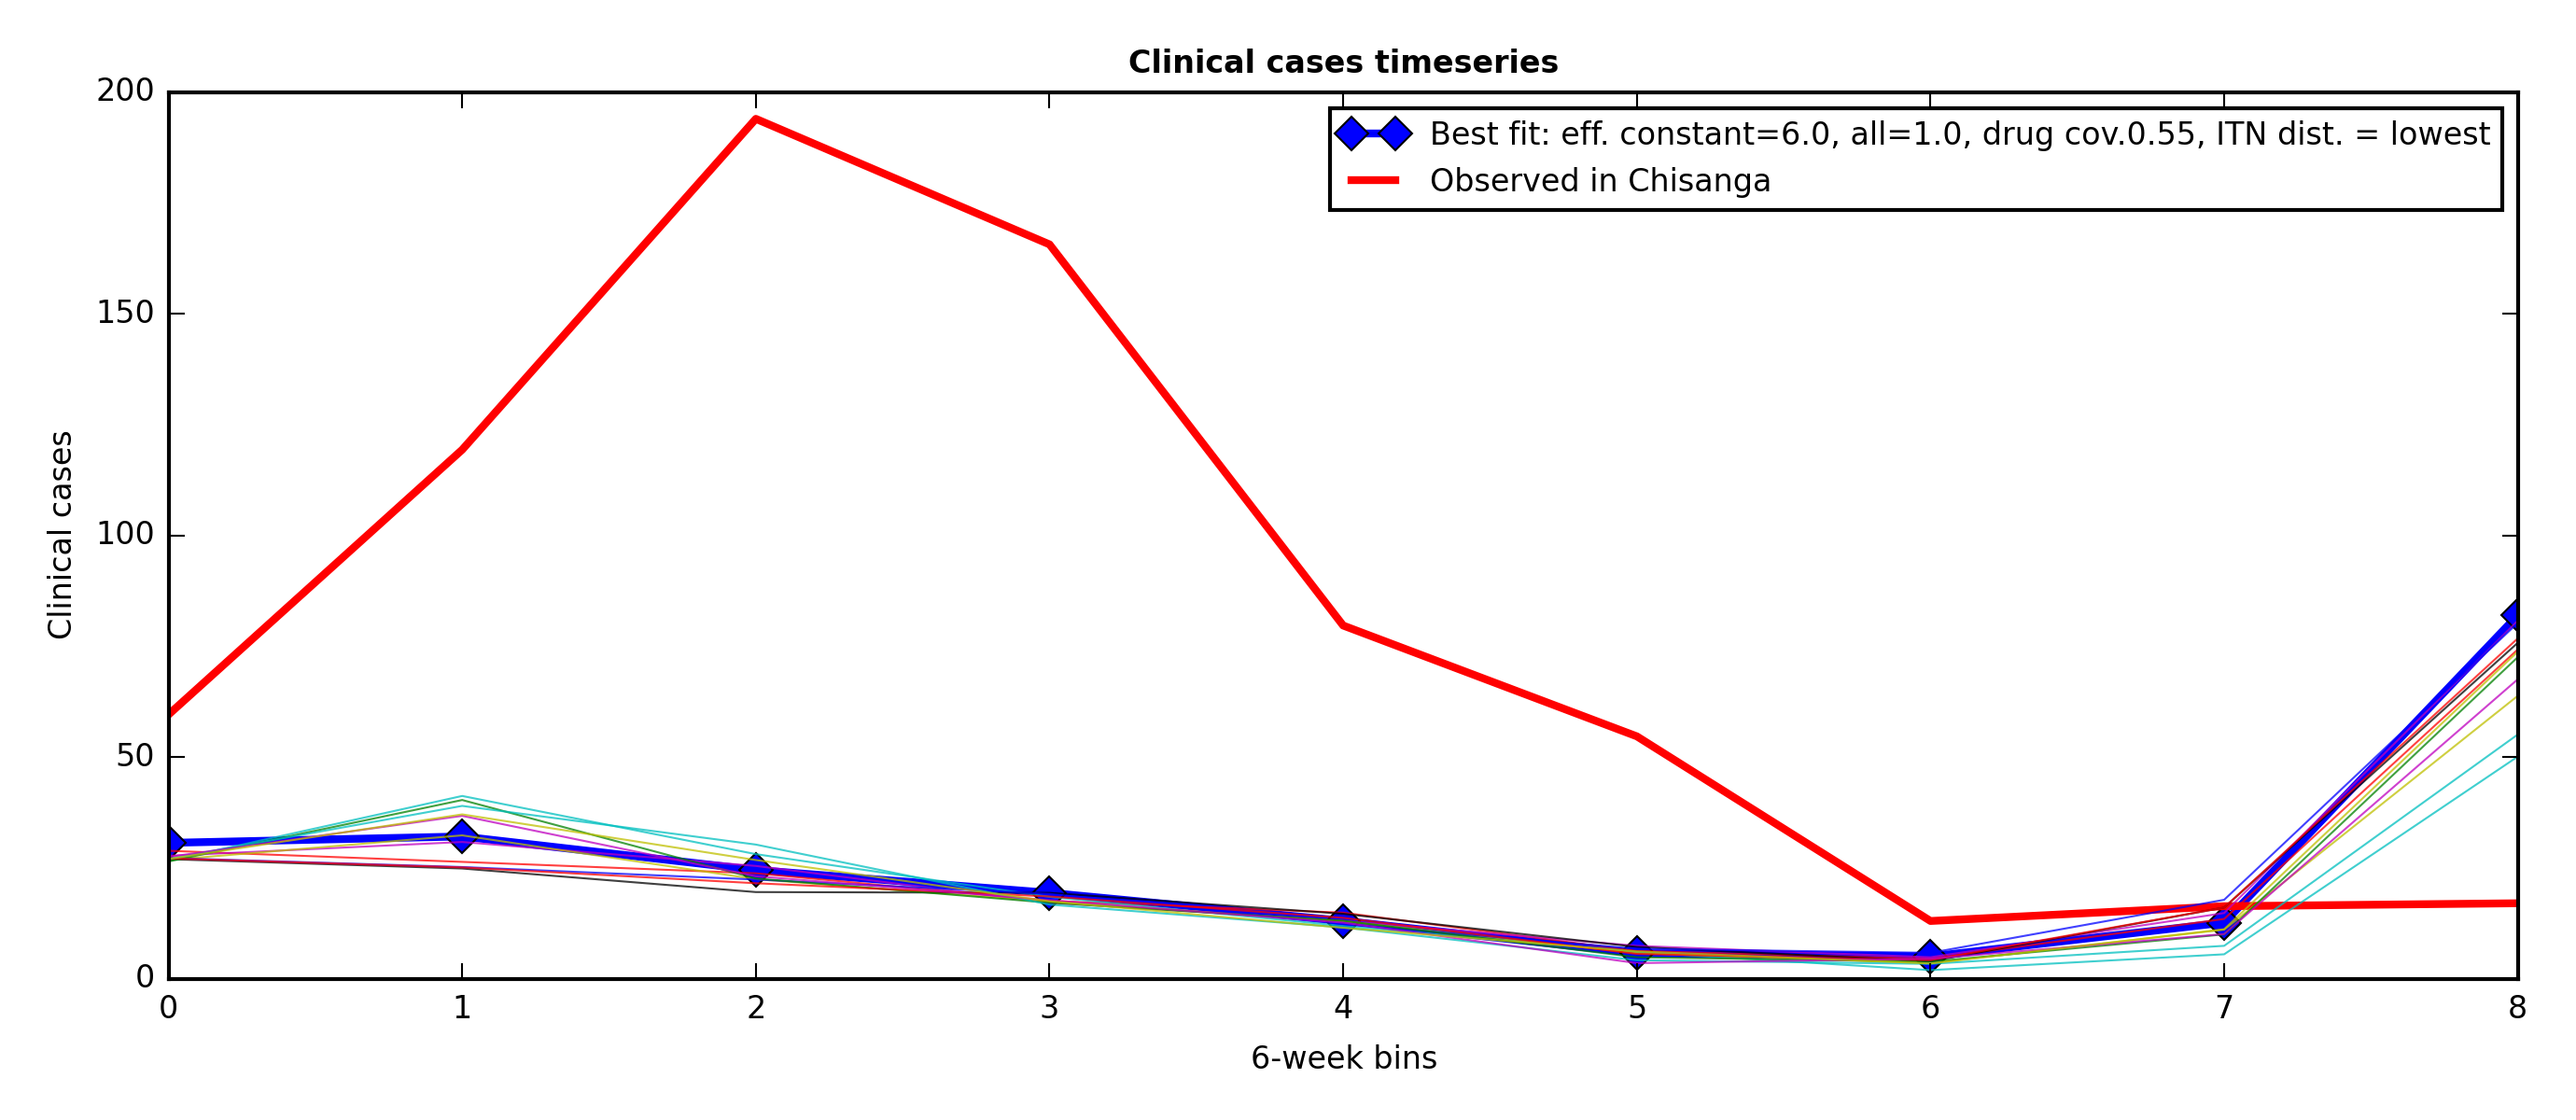 Clinical cases timeseries
200
150
100
50
0
Clinical cases
Best fit: eff. constant=6.0, all=1.0, drug cov.0.55, ITN dist. = lowest
Observed in Chisanga
0 1 2 3 4 5 6 7 8
6-week bins